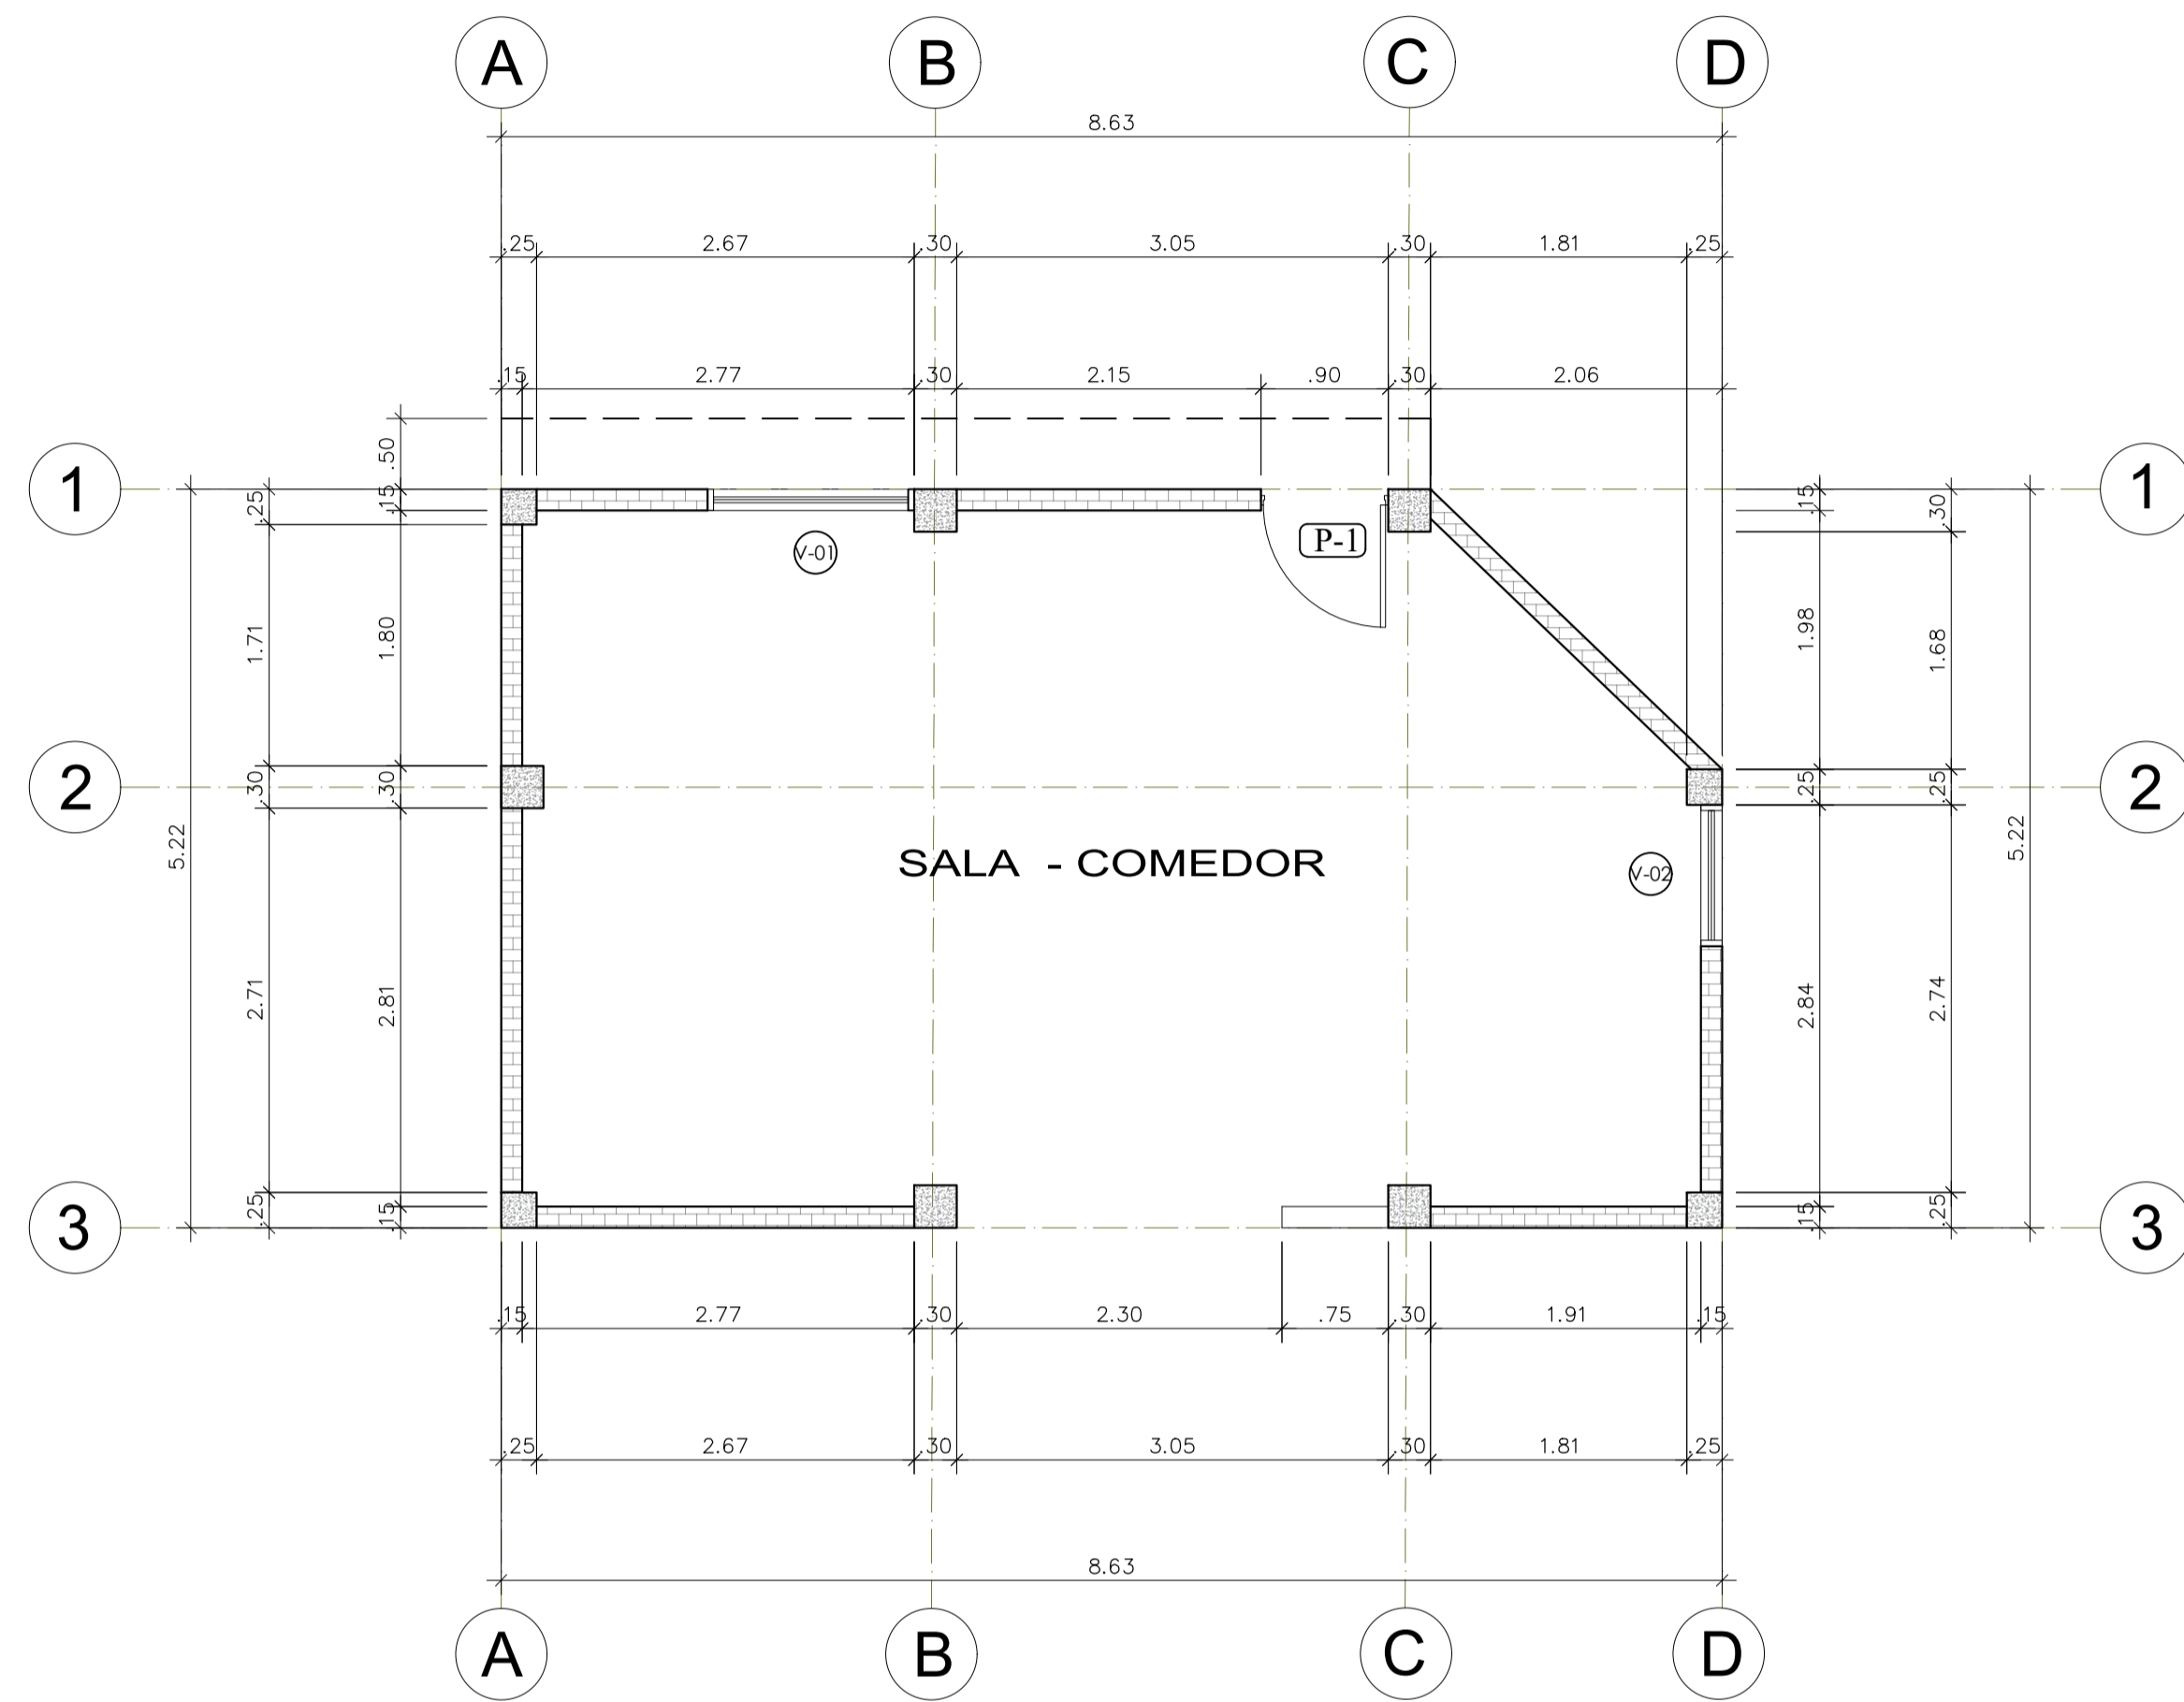 A B C D
8.63
.25 2.67 .30 3.05 .30 1.81 .25
.15 2.77 .30 2.15 .90 .30 2.06
1 1
2 2
3 3
5.22
.25 1.71 .30 2.71 .25
.50 .15 1.80 .30 2.81 .15
V-01
P-1
SALA - COMEDOR
V-02
.15 1.98 .25 2.84 .15
.30 1.68 .25 2.74 .25
5.22
.15 2.77 .30 2.30 .75 .30 1.91 .15
.25 2.67 .30 3.05 .30 1.81 .25
8.63
A B C D